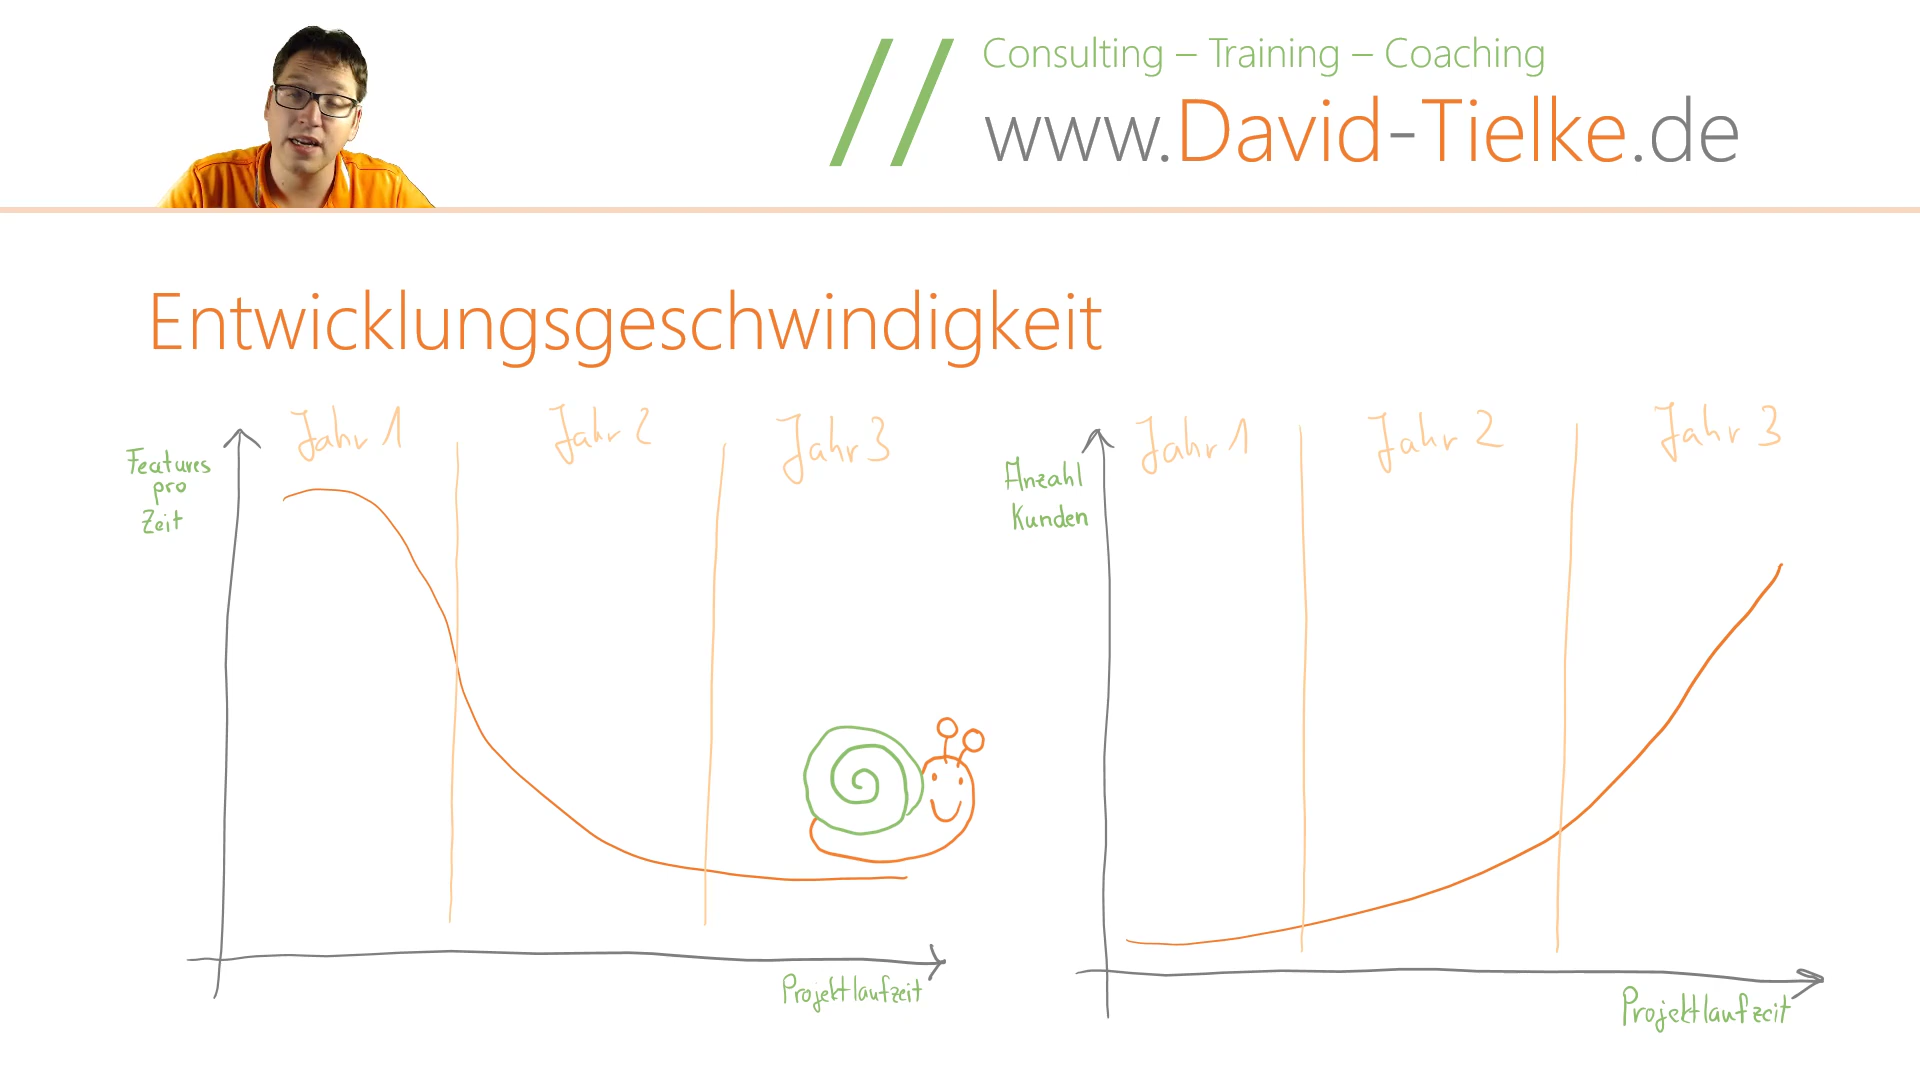 Consulting – Training – Coaching
www.David-Tielke.de
Entwicklungsgeschwindigkeit
Jahr 1
Jahr 2
Jahr 3
Features
pro
Zeit
Projektlaufzeit
Jahr 1
Jahr 2
Jahr 3
Anzahl
Kunden
Projektlaufzeit